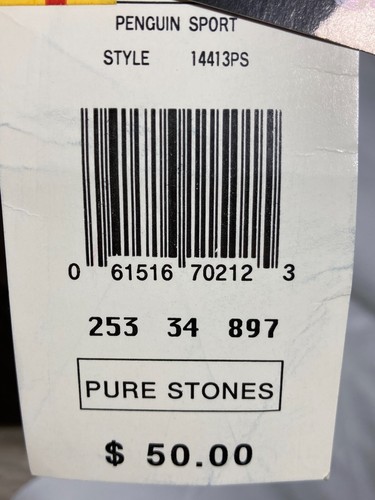 PENGUIN SPORT
STYLE 14413PS
0 61516 70212 3
253 34 897
PURE STONES
$ 50.00